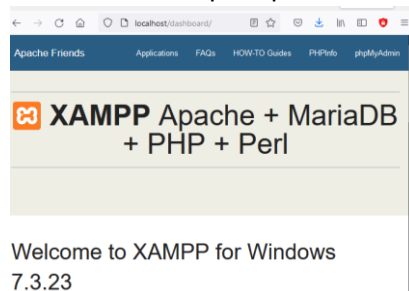 localhost/dashboard/
Apache Friends Applications FAQs HOW-TO Guides PHPInfo phpMyAdmin
XAMPP Apache + MariaDB
+ PHP + Perl
Welcome to XAMPP for Windows
7.3.23